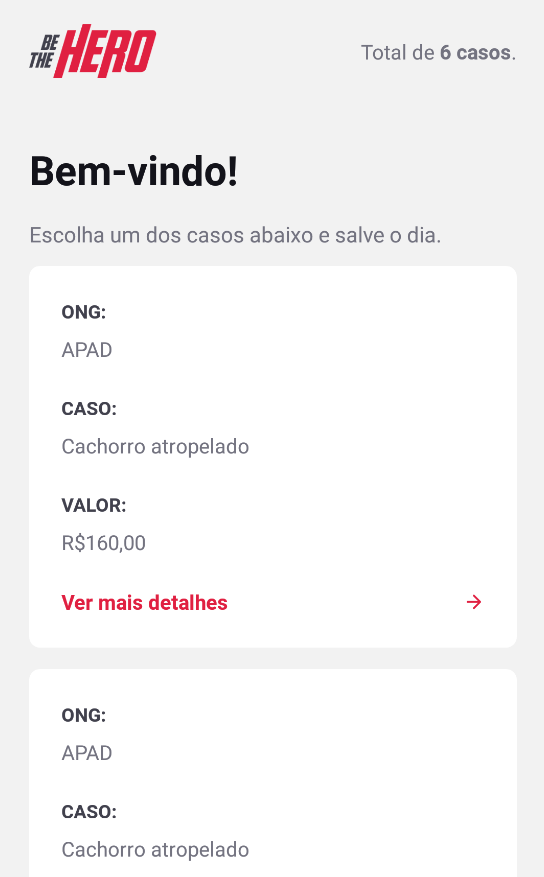 BE
THE
HERO
Total de 6 casos.
Bem-vindo!
Escolha um dos casos abaixo e salve o dia.
ONG:
APAD
CASO:
Cachorro atropelado
VALOR:
R$160,00
Ver mais detalhes
ONG:
APAD
CASO:
Cachorro atropelado